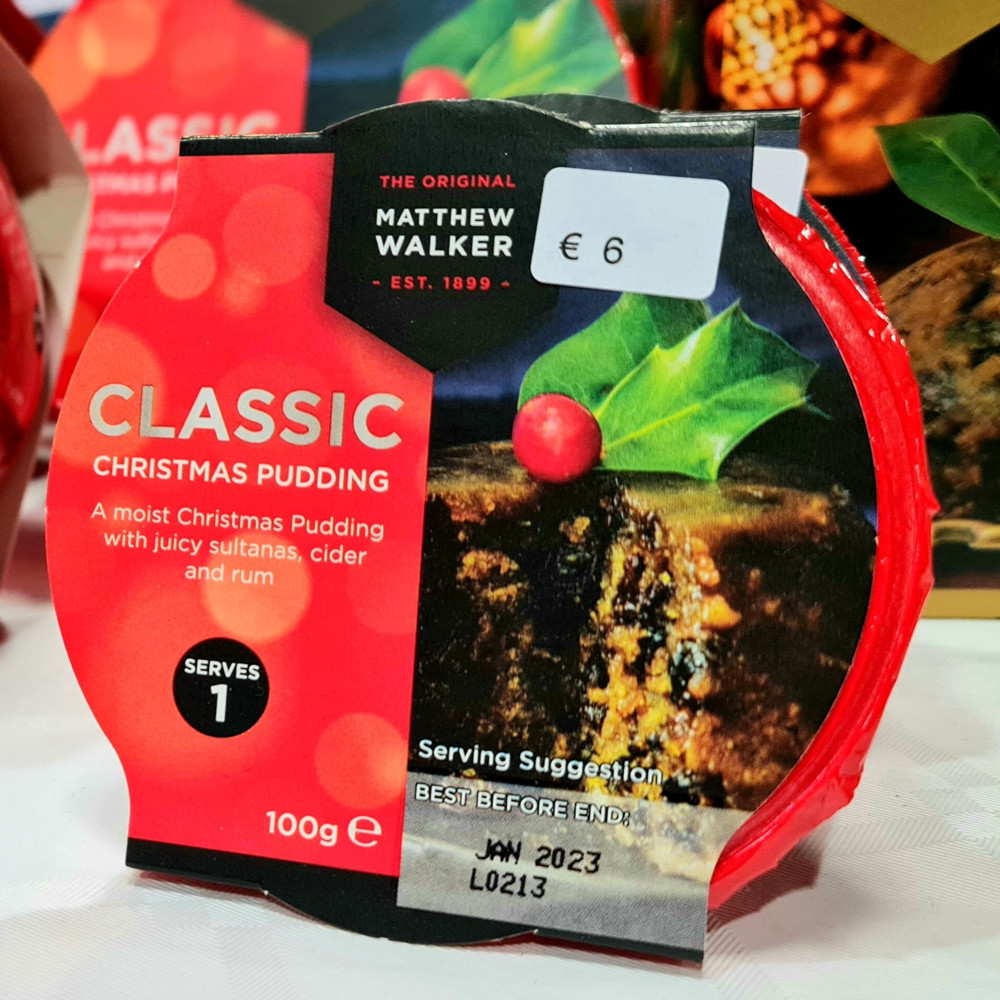 THE ORIGINAL
MATTHEW
WALKER
- EST. 1899 -
€ 6
CLASSIC
CHRISTMAS PUDDING
A moist Christmas Pudding
with juicy sultanas, cider
and rum
SERVES
1
100g ℮
Serving Suggestion
BEST BEFORE END:
JAN 2023
L0213
LASSIC